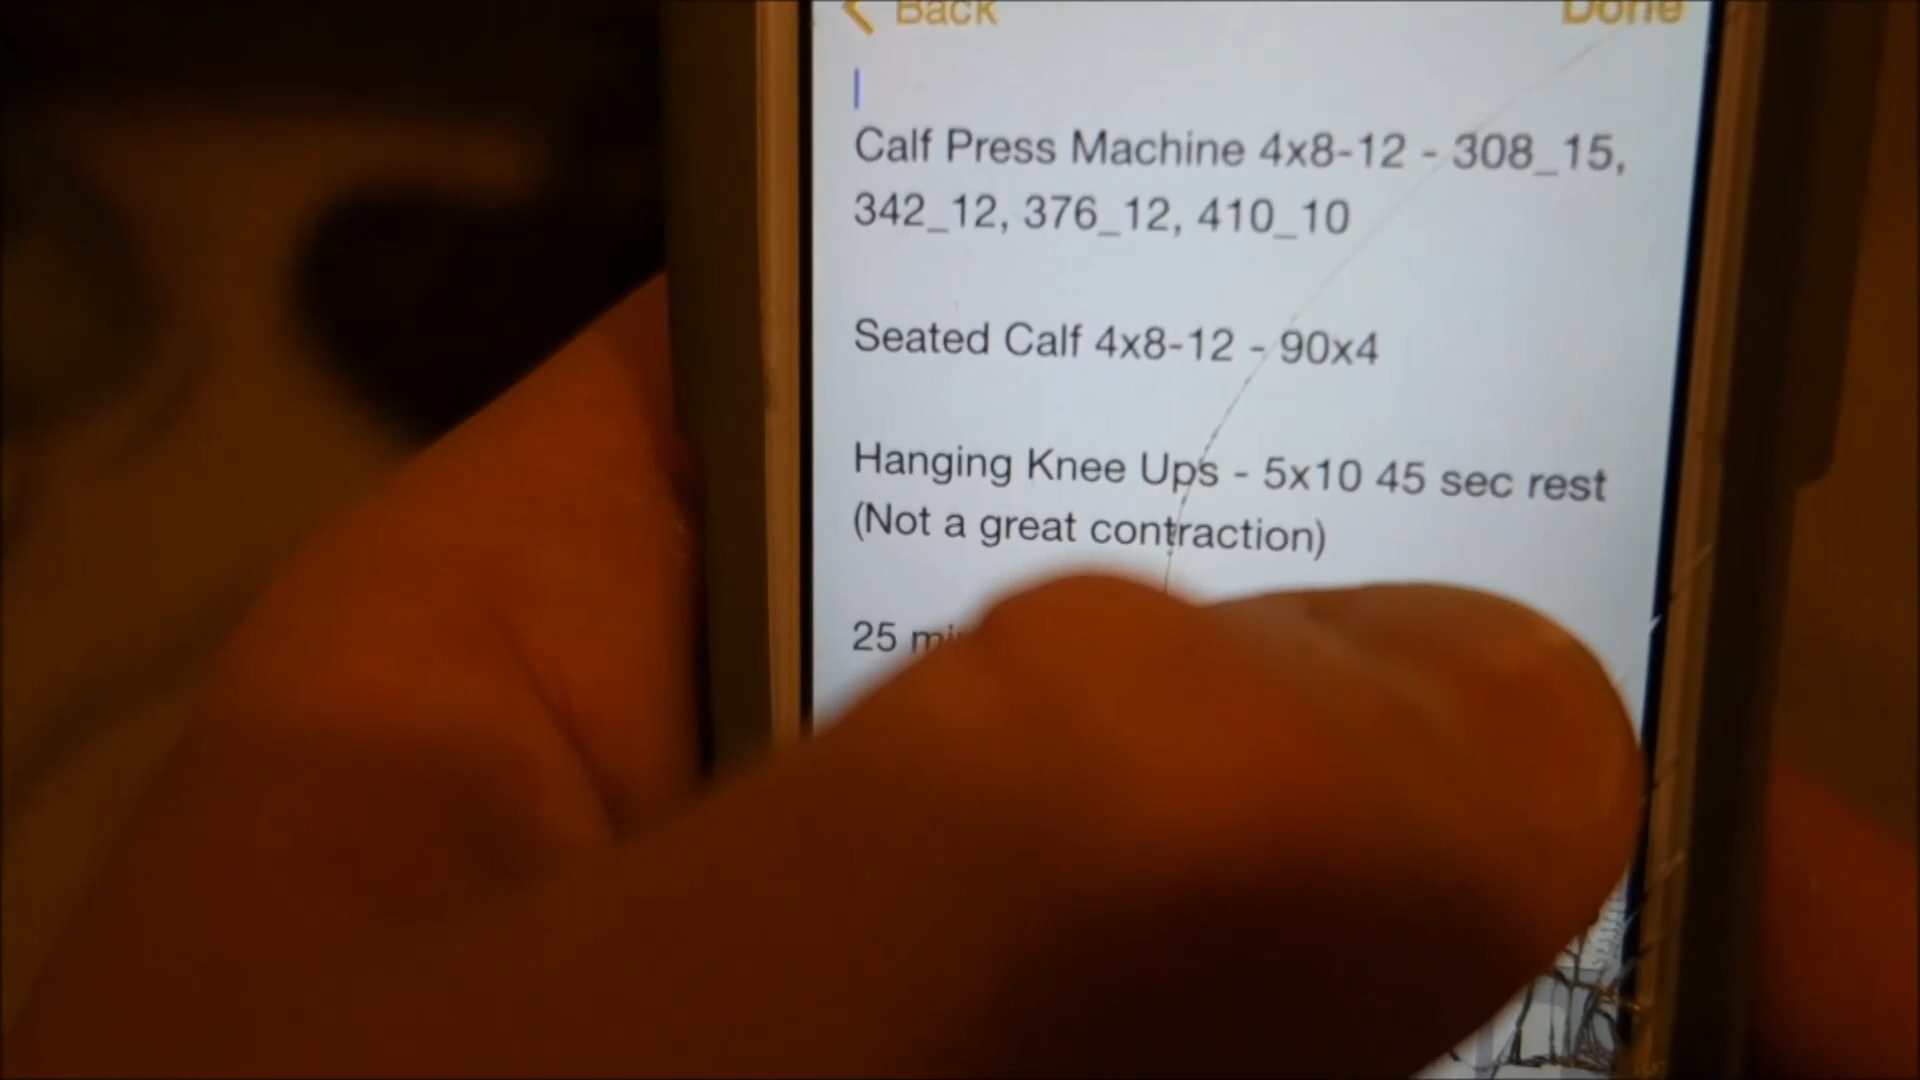 Back Done
Calf Press Machine 4x8-12 - 308_15,
342_12, 376_12, 410_10
Seated Calf 4x8-12 - 90x4
Hanging Knee Ups - 5x10 45 sec rest
(Not a great contraction)
25